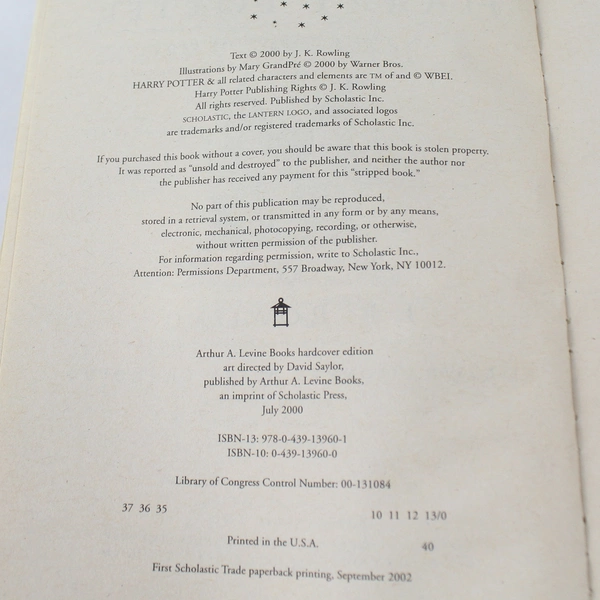 Text © 2000 by J. K. Rowling
Illustrations by Mary GrandPré © 2000 by Warner Bros.
HARRY POTTER & all related characters and elements are TM of and © WBEI.
Harry Potter Publishing Rights © J. K. Rowling
All rights reserved. Published by Scholastic Inc.
SCHOLASTIC, the LANTERN LOGO, and associated logos
are trademarks and/or registered trademarks of Scholastic Inc.
If you purchased this book without a cover, you should be aware that this book is stolen property.
It was reported as “unsold and destroyed” to the publisher, and neither the author nor
the publisher has received any payment for this “stripped book.”
No part of this publication may be reproduced,
stored in a retrieval system, or transmitted in any form or by any means,
electronic, mechanical, photocopying, recording, or otherwise,
without written permission of the publisher.
For information regarding permission, write to Scholastic Inc.,
Attention: Permissions Department, 557 Broadway, New York, NY 10012.
Arthur A. Levine Books hardcover edition
art directed by David Saylor,
published by Arthur A. Levine Books,
an imprint of Scholastic Press,
July 2000
ISBN-13: 978-0-439-13960-1
ISBN-10: 0-439-13960-0
Library of Congress Control Number: 00-131084
37 36 35 10 11 12 13/0
Printed in the U.S.A. 40
First Scholastic Trade paperback printing, September 2002